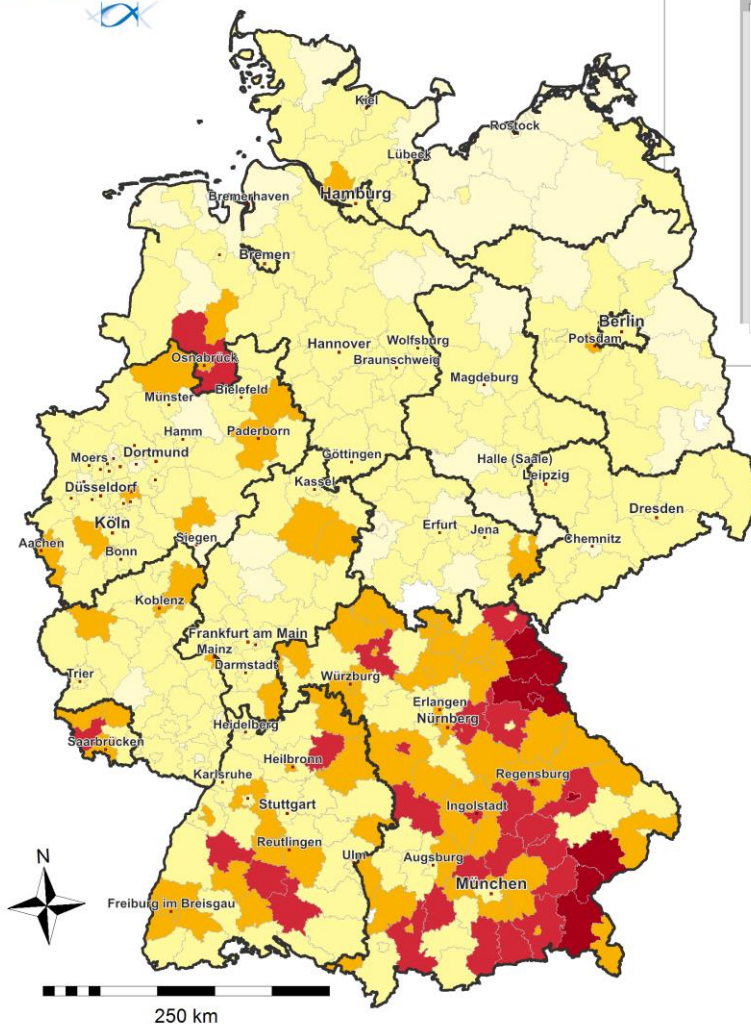 Kiel
Rostock
Lübeck
Hamburg
Bremerhaven
Bremen
Berlin
Potsdam
Hannover
Wolfsburg
Braunschweig
Osnabrück
Magdeburg
Bielefeld
Münster
Hamm
Paderborn
Moers
Dortmund
Göttingen
Halle (Saale)
Leipzig
Düsseldorf
Kassel
Dresden
Köln
Erfurt
Jena
Chemnitz
Aachen
Siegen
Bonn
Koblenz
Frankfurt am Main
Mainz
Darmstadt
Trier
Würzburg
Erlangen
Nürnberg
Heidelberg
Saarbrücken
Heilbronn
Karlsruhe
Regensburg
Stuttgart
Ingolstadt
Reutlingen
Ulm
Augsburg
München
N
Freiburg im Breisgau
250 km